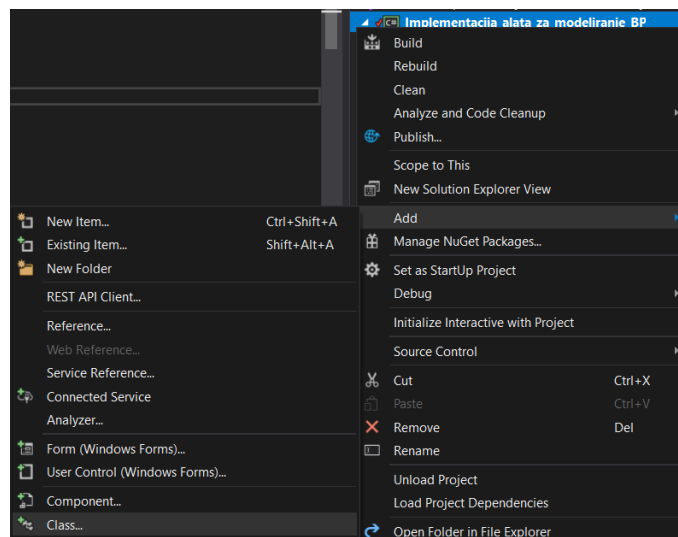 C# Implementacija alata za modeliranje BP
Build
Rebuild
Clean
Analyze and Code Cleanup
Publish...
Scope to This
New Solution Explorer View
Add
Manage NuGet Packages...
Set as StartUp Project
Debug
Initialize Interactive with Project
Source Control
Cut Ctrl+X
Paste Ctrl+V
Remove Del
Rename
Unload Project
Load Project Dependencies
Open Folder in File Explorer
New Item... Ctrl+Shift+A
Existing Item... Shift+Alt+A
New Folder
REST API Client...
Reference...
Web Reference...
Service Reference...
Connected Service
Analyzer...
Form (Windows Forms)...
User Control (Windows Forms)...
Component...
Class...